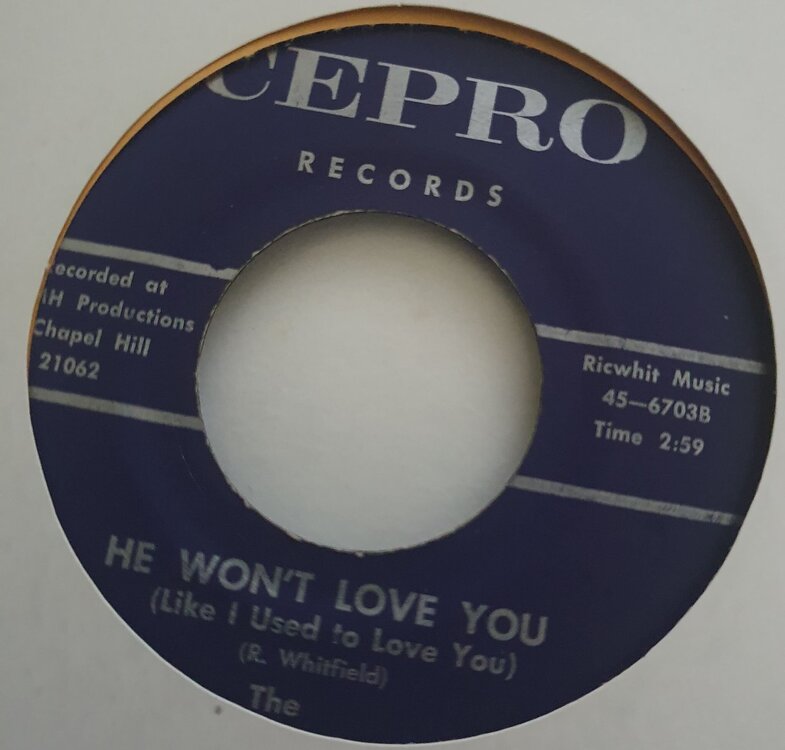 CEPRO
RECORDS
ecorded at
H Productions
Chapel Hill
21062
Ricwhit Music
45—6703B
Time 2:59
HE WON'T LOVE YOU
(Like I Used to Love You)
(R. Whitfield)
The